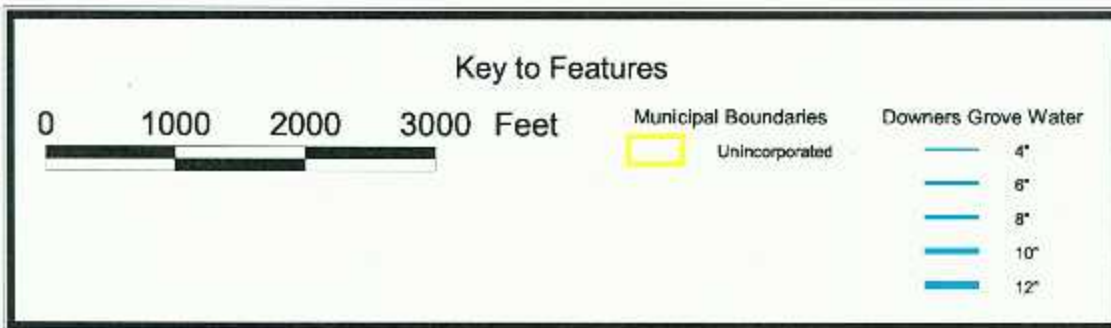 Key to Features
0 1000 2000 3000 Feet
Municipal Boundaries
Unincorporated
Downers Grove Water
4"
6"
8"
10"
12"